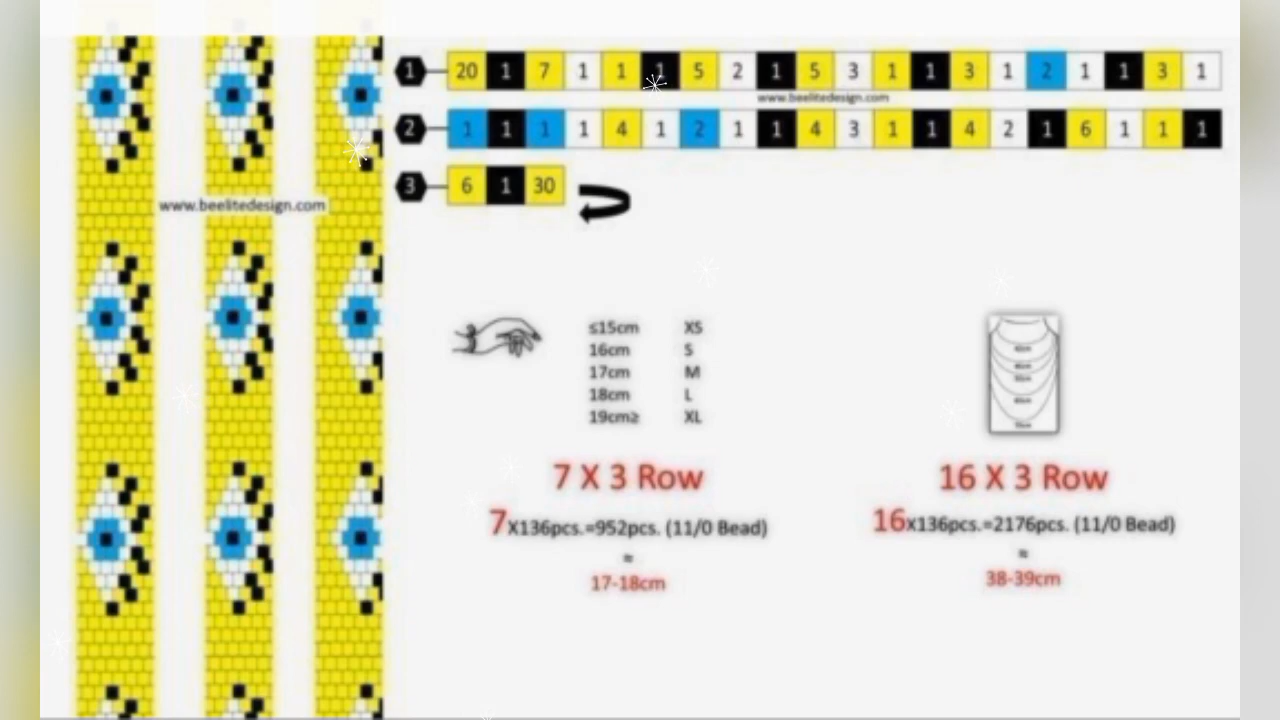 1 20 1 7 1 1 1 5 2 1 5 3 1 1 3 1 2 1 1 3 1
www.beelitedesign.com
2 1 1 1 1 4 1 2 1 1 4 3 1 1 4 2 1 6 1 1 1
3 6 1 30
www.beelitedesign.com
≤15cm XS
16cm S
17cm M
18cm L
19cm≥ XL
7 X 3 Row
7X136pcs.=952pcs. (11/0 Bead)
≈
17-18cm
16 X 3 Row
16X136pcs.=2176pcs. (11/0 Bead)
≈
38-39cm